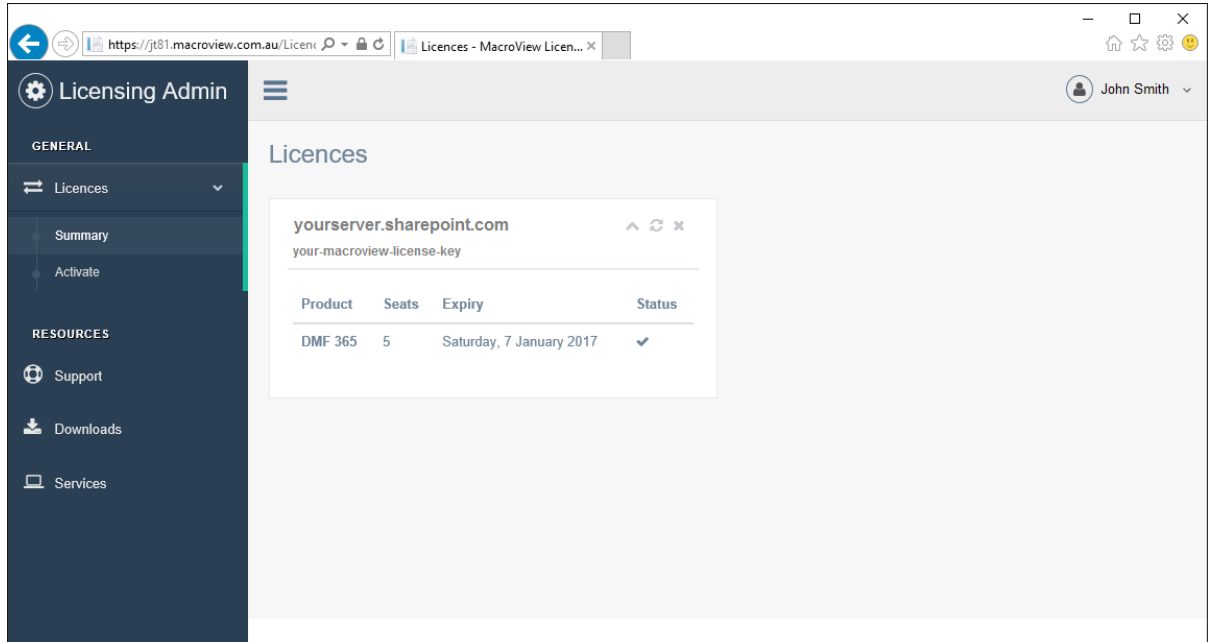 https://jt81.macroview.com.au/Licenc
Licences - MacroView Licen...
Licensing Admin
John Smith
GENERAL
Licences
Licences
Summary
Activate
yourserver.sharepoint.com
your-macroview-license-key
Product Seats Expiry Status
DMF 365 5 Saturday, 7 January 2017
RESOURCES
Support
Downloads
Services